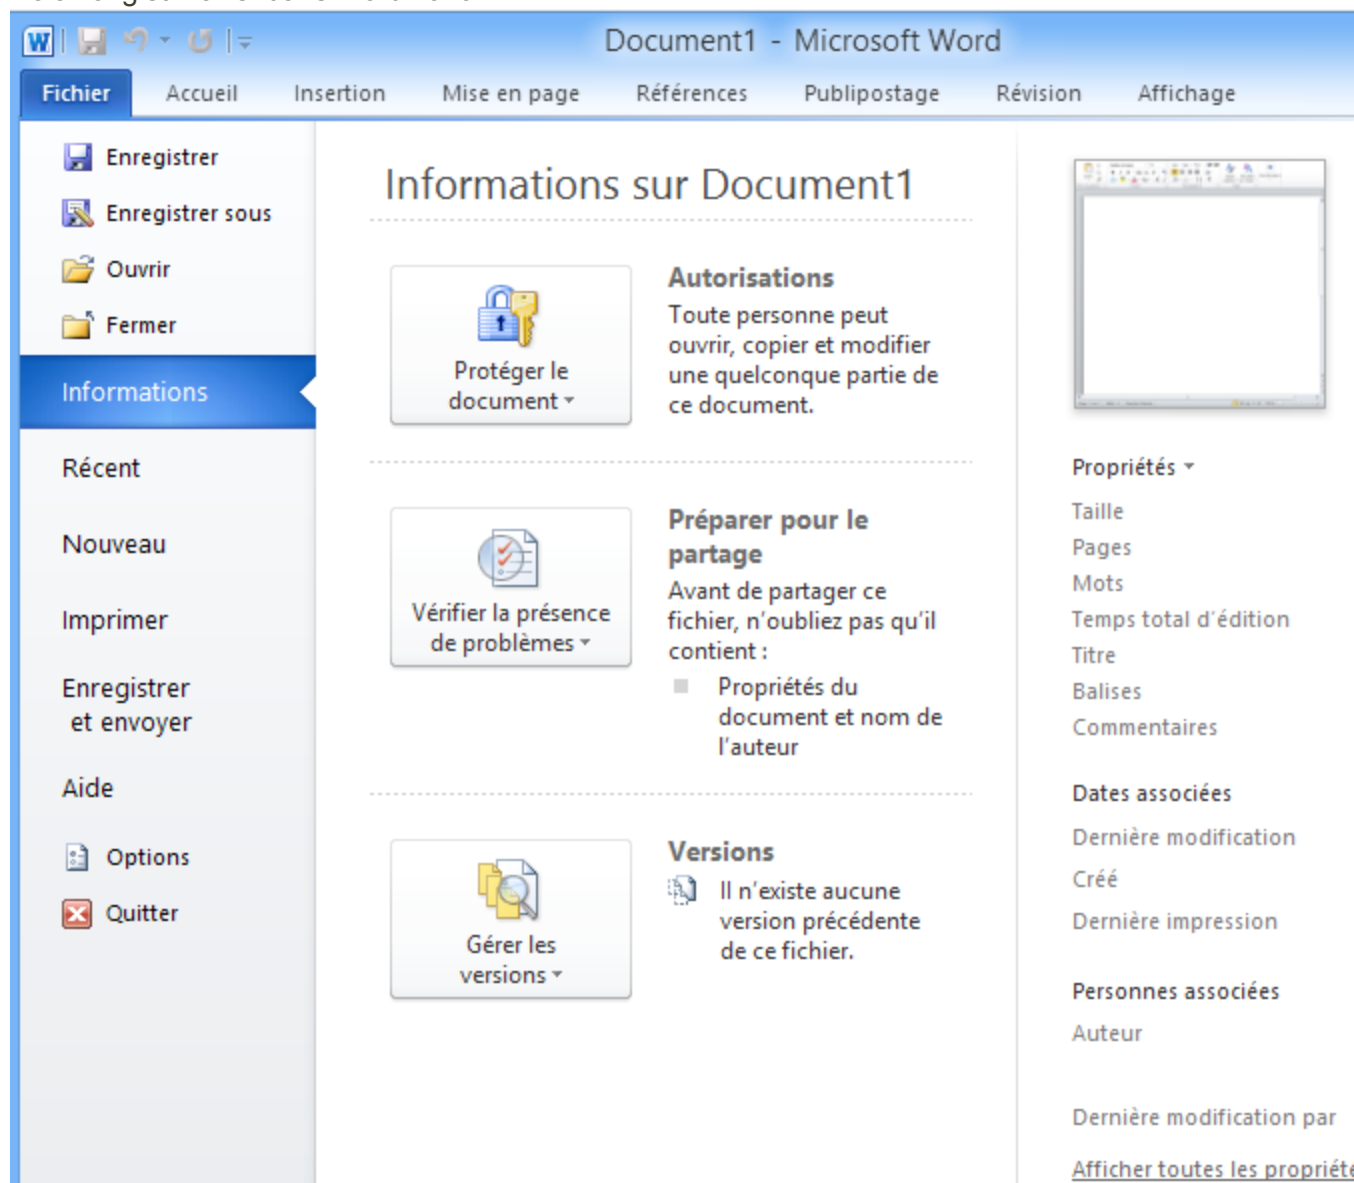 Document1 - Microsoft Word
Fichier Accueil Insertion Mise en page Références Publipostage Révision Affichage
Enregistrer
Enregistrer sous
Ouvrir
Fermer
Informations
Récent
Nouveau
Imprimer
Enregistrer
et envoyer
Aide
Options
Quitter
Informations sur Document1
Protéger le
document
Autorisations
Toute personne peut
ouvrir, copier et modifier
une quelconque partie de
ce document.
Vérifier la présence
de problèmes
Préparer pour le
partage
Avant de partager ce
fichier, n'oubliez pas qu'il
contient :
Propriétés du
document et nom de
l'auteur
Gérer les
versions
Versions
Il n'existe aucune
version précédente
de ce fichier.
Propriétés
Taille
Pages
Mots
Temps total d'édition
Titre
Balises
Commentaires
Dates associées
Dernière modification
Créé
Dernière impression
Personnes associées
Auteur
Dernière modification par
Afficher toutes les propriété